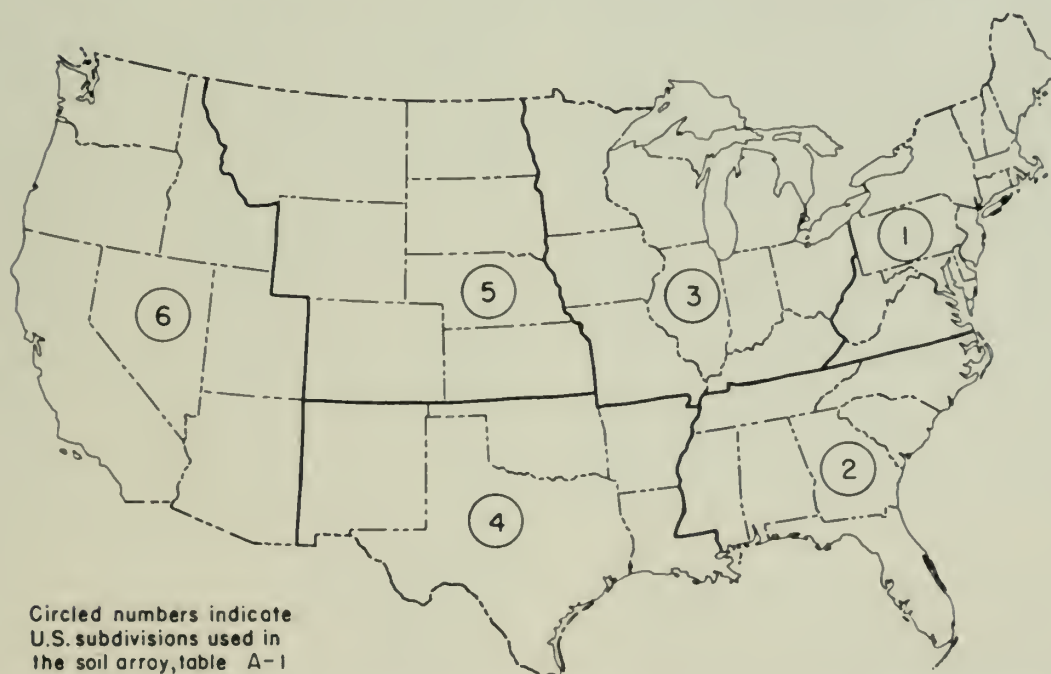 1
5
3
6
2
4
Circled numbers indicate
U.S. subdivisions used in
the soil array, table A-1